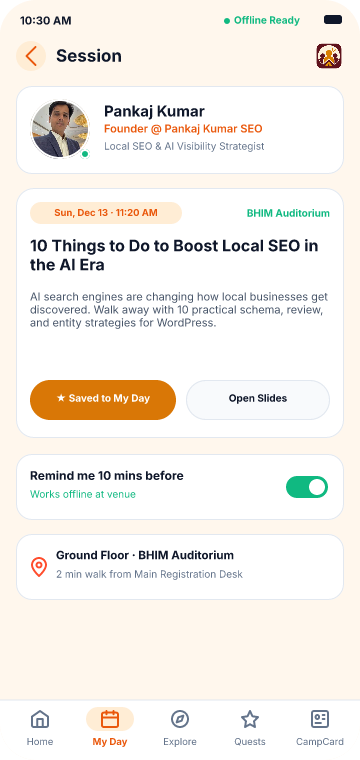 10:30 AM
Offline Ready
Session
Pankaj Kumar
Founder @ Pankaj Kumar SEO
Local SEO & AI Visibility Strategist
Sun, Dec 13 · 11:20 AM
BHIM Auditorium
10 Things to Do to Boost Local SEO in
the AI Era
AI search engines are changing how local businesses get
discovered. Walk away with 10 practical schema, review,
and entity strategies for WordPress.
★ Saved to My Day
Open Slides
Remind me 10 mins before
Works offline at venue
Ground Floor · BHIM Auditorium
2 min walk from Main Registration Desk
Home
My Day
Explore
Quests
CampCard